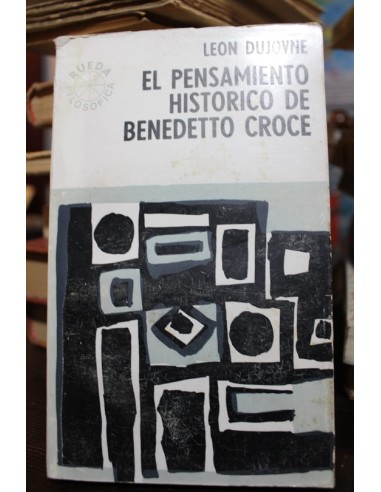 LEON DUJOVNE
RUEDA
FILOSOFICA
EL PENSAMIENTO
HISTORICO DE
BENEDETTO CROCE